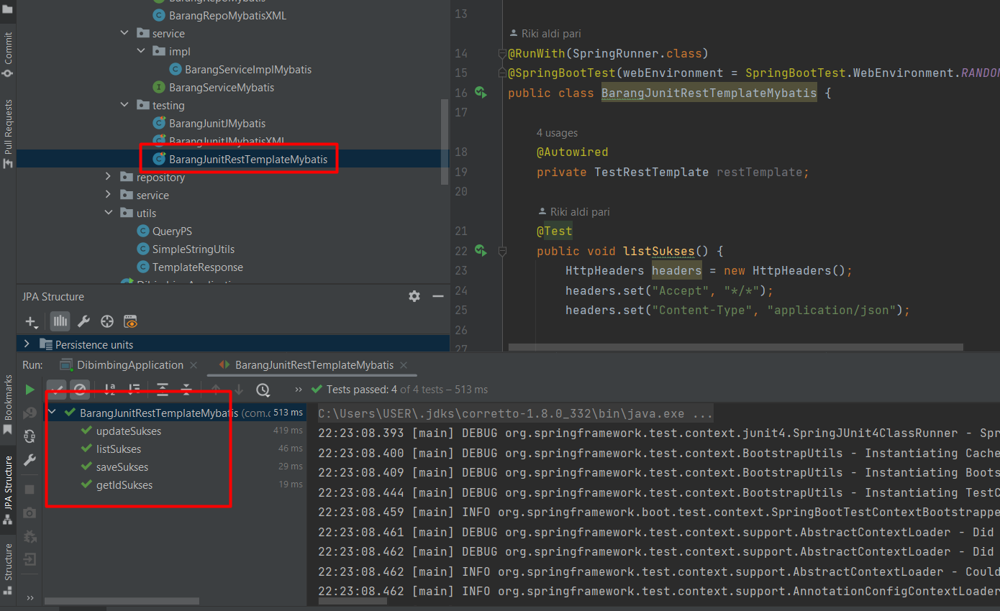 Commit
Pull Requests
Bookmarks
JPA Structure
Structure
BarangRepoMybatis
BarangRepoMybatisXML
service
impl
BarangServiceImplMybatis
BarangServiceMybatis
testing
BarangJunitJMybatis
BarangJunitJMybatisXML
BarangJunitRestTemplateMybatis
repository
service
utils
QueryPS
SimpleStringUtils
TemplateResponse
DibimbingApplication
JPA Structure
Persistence units
13
Riki aldi pari
14 @RunWith(SpringRunner.class)
15 @SpringBootTest(webEnvironment = SpringBootTest.WebEnvironment.RANDOM
16 public class BarangJunitRestTemplateMybatis {
17
4 usages
18 @Autowired
19 private TestRestTemplate restTemplate;
20
Riki aldi pari
21 @Test
22 public void listSukses() {
23 HttpHeaders headers = new HttpHeaders();
24 headers.set("Accept", "*/*");
25 headers.set("Content-Type", "application/json");
26
27
Run: DibimbingApplication BarangJunitRestTemplateMybatis
Tests passed: 4 of 4 tests – 513 ms
BarangJunitRestTemplateMybatis (com.c 513 ms
updateSukses 419 ms
listSukses 46 ms
saveSukses 29 ms
getIdSukses 19 ms
C:\Users\USER\.jdks\corretto-1.8.0_332\bin\java.exe ...
22:23:08.393 [main] DEBUG org.springframework.test.context.junit4.SpringJUnit4ClassRunner - Spr
22:23:08.400 [main] DEBUG org.springframework.test.context.BootstrapUtils - Instantiating Cache
22:23:08.409 [main] DEBUG org.springframework.test.context.BootstrapUtils - Instantiating Boots
22:23:08.444 [main] DEBUG org.springframework.test.context.BootstrapUtils - Instantiating TestC
22:23:08.459 [main] INFO org.springframework.boot.test.context.SpringBootTestContextBootstrappe
22:23:08.461 [main] DEBUG org.springframework.test.context.support.AbstractContextLoader - Did
22:23:08.462 [main] DEBUG org.springframework.test.context.support.AbstractContextLoader - Did
22:23:08.462 [main] INFO org.springframework.test.context.support.AbstractContextLoader - Could
22:23:08.462 [main] INFO org.springframework.test.context.support.AnnotationConfigContextLoader